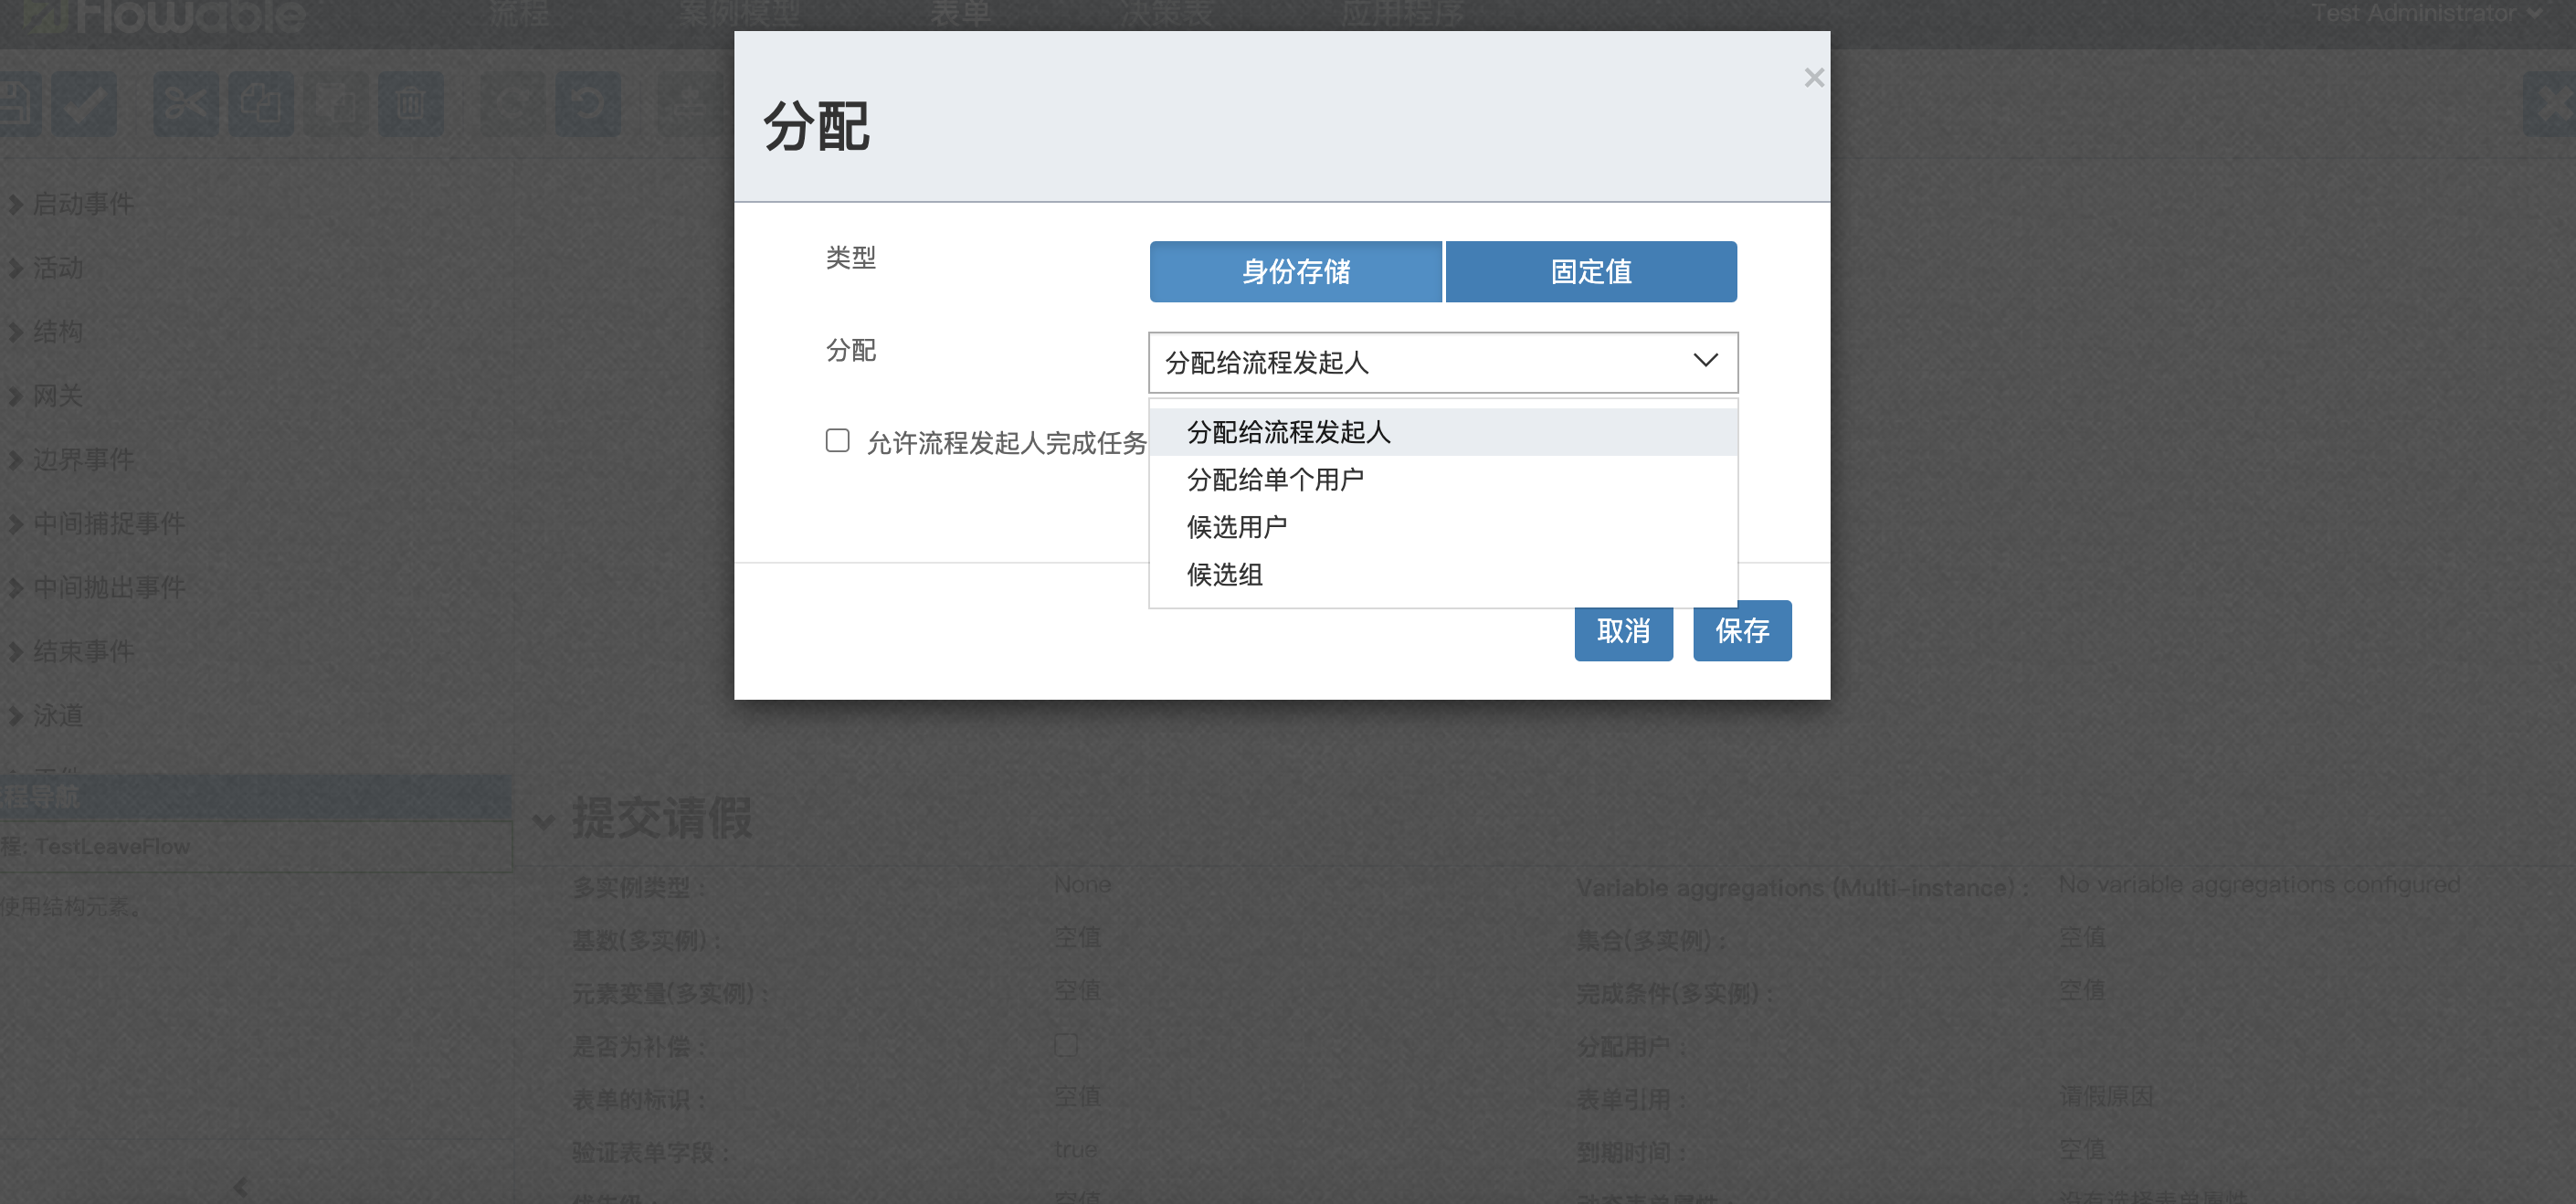 Flowable 流程 案例模型 表单 决策表 应用程序 Test Administrator
分配
×
启动事件
活动
结构
网关
边界事件
中间捕捉事件
中间抛出事件
结束事件
泳道
类型 身份存储 固定值
分配 分配给流程发起人
允许流程发起人完成任务
分配给流程发起人
分配给单个用户
候选用户
候选组
取消 保存
程导航
程: TestLeaveFlow
使用结构元素。
提交请假
多实例类型 : None Variable aggregations (Multi-instance) : No variable aggregations configured
基数(多实例) : 空值 集合(多实例) : 空值
元素变量(多实例) : 空值 完成条件(多实例) : 空值
是否为补偿 : 分配用户 :
表单的标识 : 空值 表单引用 : 请假原因
验证表单字段 : true 到期时间 : 空值